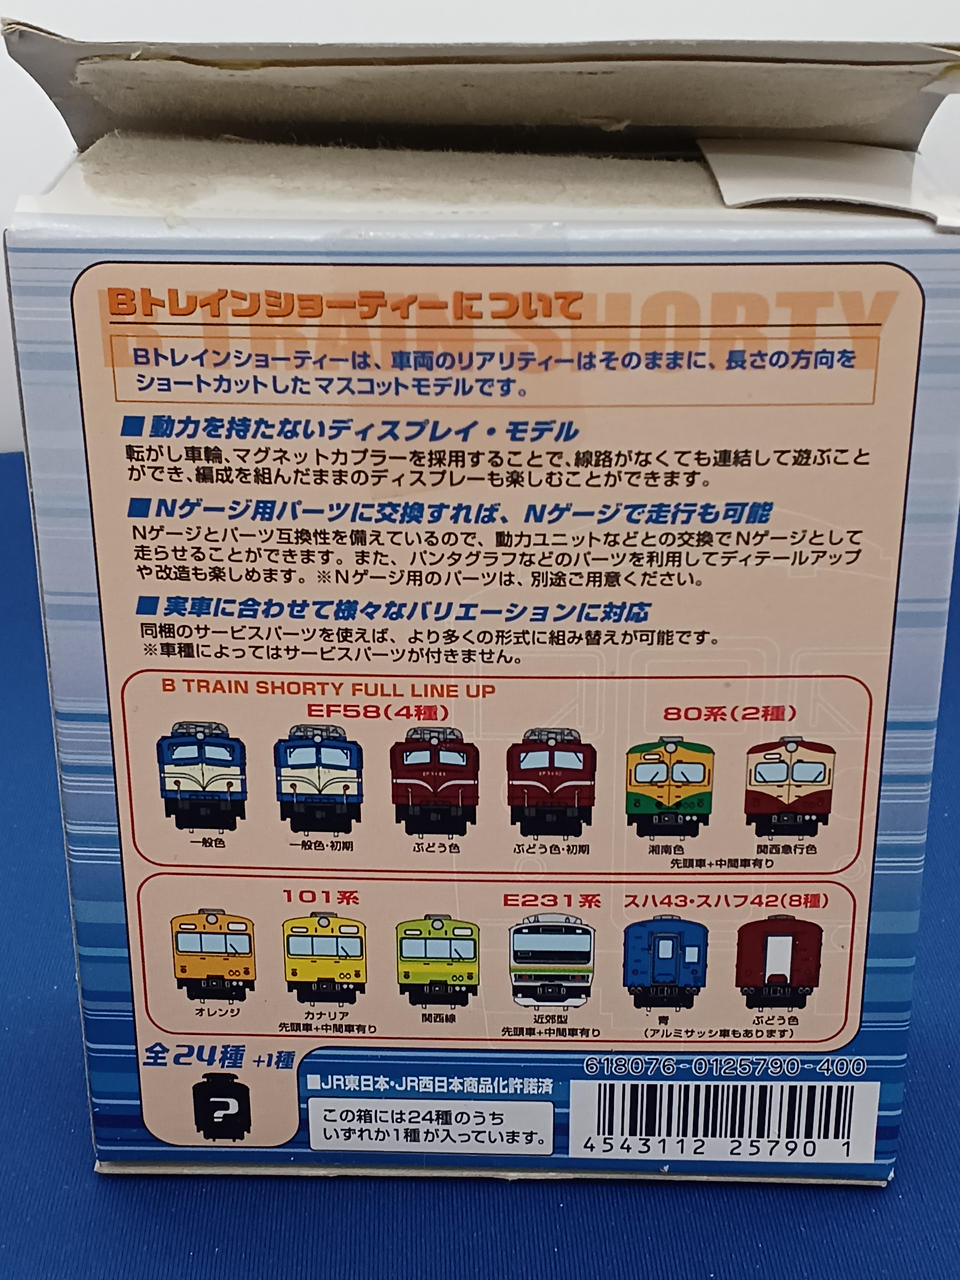 B TRAIN SHORTY
Bトレインショーティーについて
Bトレインショーティーは、車両のリアリティーはそのままに、長さの方向を
ショートカットしたマスコットモデルです。
■動力を持たないディスプレイ・モデル
転がし車輪、マグネットカプラーを採用することで、線路がなくても連結して遊ぶこと
ができ、編成を組んだままのディスプレーも楽しむことができます。
■Nゲージ用パーツに交換すれば、Nゲージで走行も可能
Nゲージとパーツ互換性を備えているので、動力ユニットなどとの交換でNゲージとして
走らせることができます。また、パンタグラフなどのパーツを利用してディテールアップ
や改造も楽しめます。※Nゲージ用のパーツは、別途ご用意ください。
■実車に合わせて様々なバリエーションに対応
同梱のサービスパーツを使えば、より多くの形式に組み替えが可能です。
※車種によってはサービスパーツが付きません。
B TRAIN SHORTY FULL LINE UP
EF58(4種) 80系(2種)
一般色 一般色・初期 ぶどう色 ぶどう色・初期 湘南色 関西急行色
先頭車+中間車有り
101系 E231系 スハ43・スハフ42(8種)
オレンジ カナリア 関西線 近郊型 青 ぶどう色
先頭車+中間車有り 先頭車+中間車有り (アルミサッシ車もあります)
全24種 +1種
?
■JR東日本・JR西日本商品化許諾済
この箱には24種のうち
いずれか1種が入っています。
618076-0125790-400
4543112 25790 1